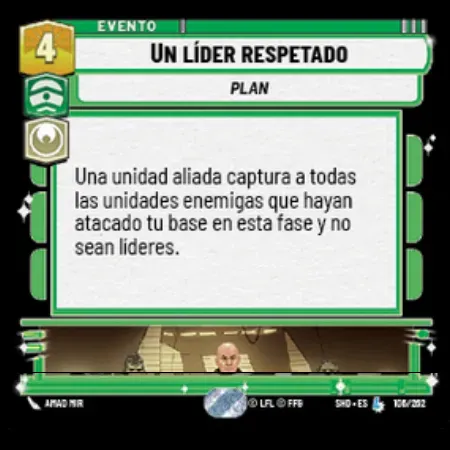 EVENTO
4
UN LÍDER RESPETADO
PLAN
Una unidad aliada captura a todas
las unidades enemigas que hayan
atacado tu base en esta fase y no
sean líderes.
AMAD MIR
© LFL © FFG
SHD • ES
106/262